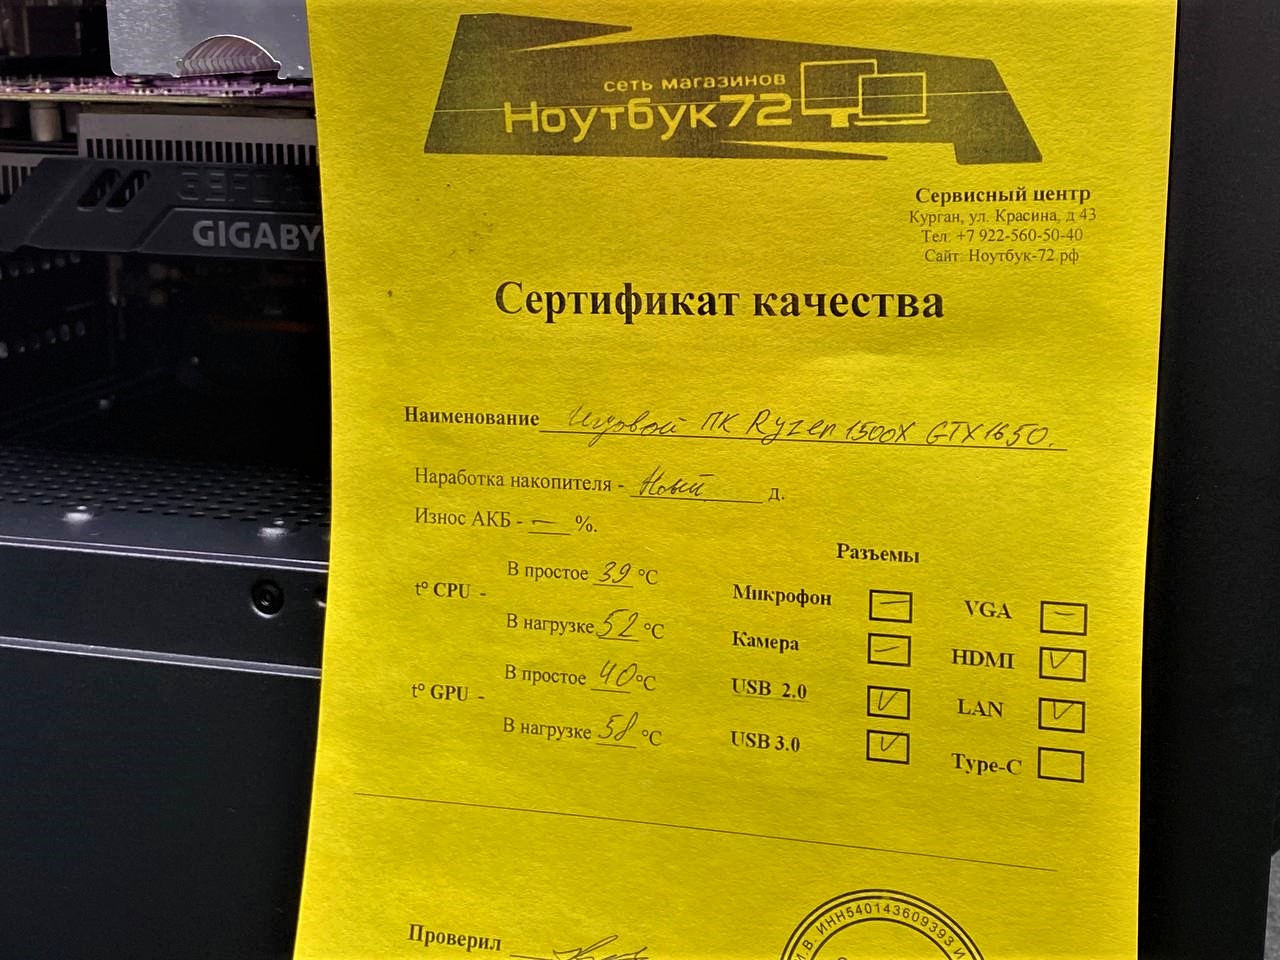 сеть магазинов
Ноутбук72
GEFO
GIGABY
Сервисный центр
Курган, ул. Красина, д 43
Тел: +7 922-560-50-40
Сайт: Ноутбук-72.рф
Сертификат качества
Наименование Игровой ПК Ryzen 1500X GTX1650.
Наработка накопителя - Новый д.
Износ АКБ - — %.
Разъемы
t° CPU -
В простое 39 °C
В нагрузке 52 °C
t° GPU -
В простое 40 °C
В нагрузке 58 °C
Микрофон –
Камера –
USB 2.0 V
USB 3.0 V
VGA –
HDMI V
LAN V
Type-C
Проверил
И.В. ИНН540143609393 И